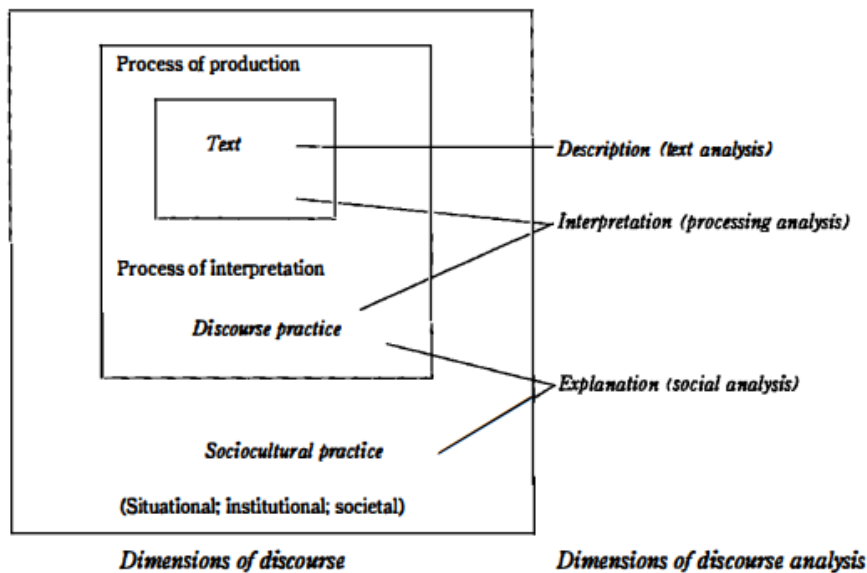 Process of production
Text
Description (text analysis)
Interpretation (processing analysis)
Process of interpretation
Discourse practice
Explanation (social analysis)
Sociocultural practice
(Situational; institutional; societal)
Dimensions of discourse
Dimensions of discourse analysis